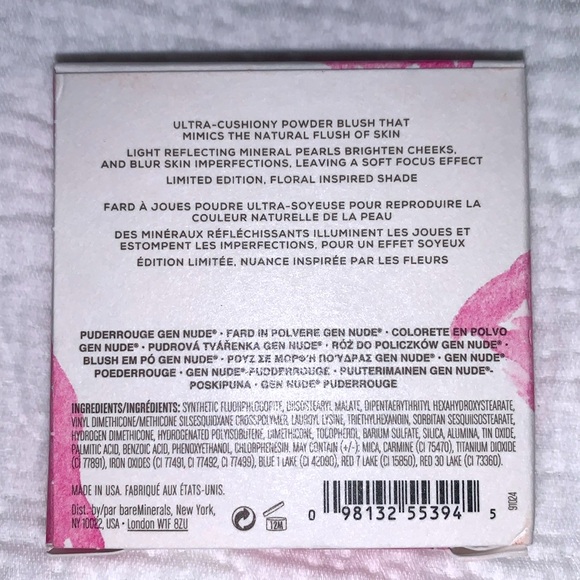 ULTRA-CUSHIONY POWDER BLUSH THAT
MIMICS THE NATURAL FLUSH OF SKIN
LIGHT REFLECTING MINERAL PEARLS BRIGHTEN CHEEKS,
AND BLUR SKIN IMPERFECTIONS, LEAVING A SOFT FOCUS EFFECT
LIMITED EDITION, FLORAL INSPIRED SHADE
FARD À JOUES POUDRE ULTRA-SOYEUSE POUR REPRODUIRE LA
COULEUR NATURELLE DE LA PEAU
DES MINÉRAUX RÉFLÉCHISSANTS ILLUMINENT LES JOUES ET
ESTOMPENT LES IMPERFECTIONS, POUR UN EFFET SOYEUX
ÉDITION LIMITÉE, NUANCE INSPIRÉE PAR LES FLEURS
PUDERROUGE GEN NUDE® • FARD IN POLVERE GEN NUDE® • COLORETE EN POLVO
GEN NUDE® • PUDROVÁ TVÁŘENKA GEN NUDE® • RÓŻ DO POLICZKÓW GEN NUDE® •
BLUSH EM PÓ GEN NUDE® • ΡΟΥΖ ΣΕ ΜΟΡΦΉ ΠΟΎΔΡΑΣ GEN NUDE® • GEN NUDE®
POEDERROUGE • GEN NUDE®-PUDDERROUGE • PUUTERIMAINEN GEN NUDE®-
POSKIPUNA • GEN NUDE® PUDERROUGE
INGREDIENTS/INGRÉDIENTS: SYNTHETIC FLUORPHLOGOPITE, DIISOSTEARYL MALATE, DIPENTAERYTHRITYL HEXAHYDROXYSTEARATE,
VINYL DIMETHICONE/METHICONE SILSESQUIOXANE CROSSPOLYMER, LAUROYL LYSINE, TRIETHYLHEXANOIN, SORBITAN SESQUIISOSTEARATE,
HYDROGEN DIMETHICONE, HYDROGENATED POLYISOBUTENE, DIMETHICONE, TOCOPHEROL, BARIUM SULFATE, SILICA, ALUMINA, TIN OXIDE,
PALMITIC ACID, BENZOIC ACID, PHENOXYETHANOL, CHLORPHENESIN. MAY CONTAIN (+/-): MICA, CARMINE (CI 75470), TITANIUM DIOXIDE
(CI 77891), IRON OXIDES (CI 77491, CI 77492, CI 77499), BLUE 1 LAKE (CI 42090), RED 7 LAKE (CI 15850), RED 30 LAKE (CI 73360).
MADE IN USA. FABRIQUÉ AUX ÉTATS-UNIS.
Dist. by/par bareMinerals, New York,
NY 10022, USA • London W1F 8ZU
12M
0 98132 55394 5
91024